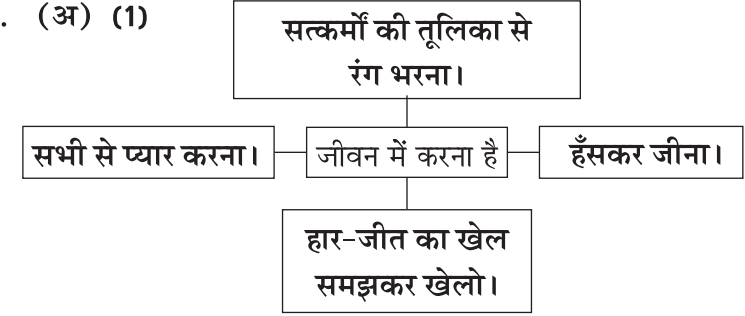 . (अ) (1)
सत्कर्मों की तूलिका से
रंग भरना।
सभी से प्यार करना।
जीवन में करना है
हँसकर जीना।
हार-जीत का खेल
समझकर खेलो।